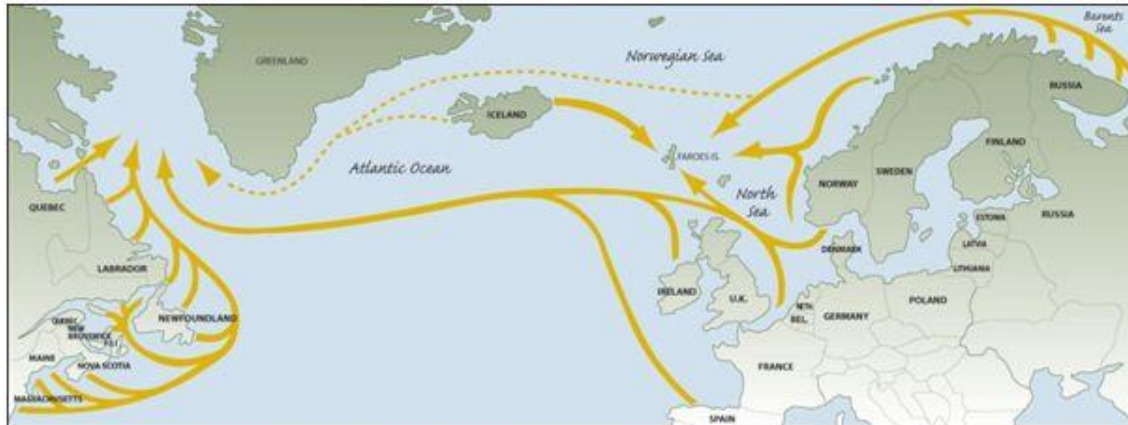 Barents
Sea
Norwegian Sea
GREENLAND
RUSSIA
ICELAND
FINLAND
FAROES IS.
Atlantic Ocean
SWEDEN
NORWAY
QUEBEC
North
Sea
RUSSIA
ESTONIA
DENMARK
LATVIA
LABRADOR
LITHUANIA
IRELAND
U.K.
NETH.
POLAND
QUEBEC
NEWFOUNDLAND
BEL.
GERMANY
NEW
BRUNSWICK
P.E.I
MAINE
NOVA SCOTIA
FRANCE
MASSACHUSETTS
SPAIN